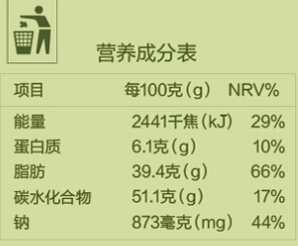 营养成分表
项目 每100克(g) NRV%
能量 2441千焦(kJ) 29%
蛋白质 6.1克(g) 10%
脂肪 39.4克(g) 66%
碳水化合物 51.1克(g) 17%
钠 873毫克(mg) 44%